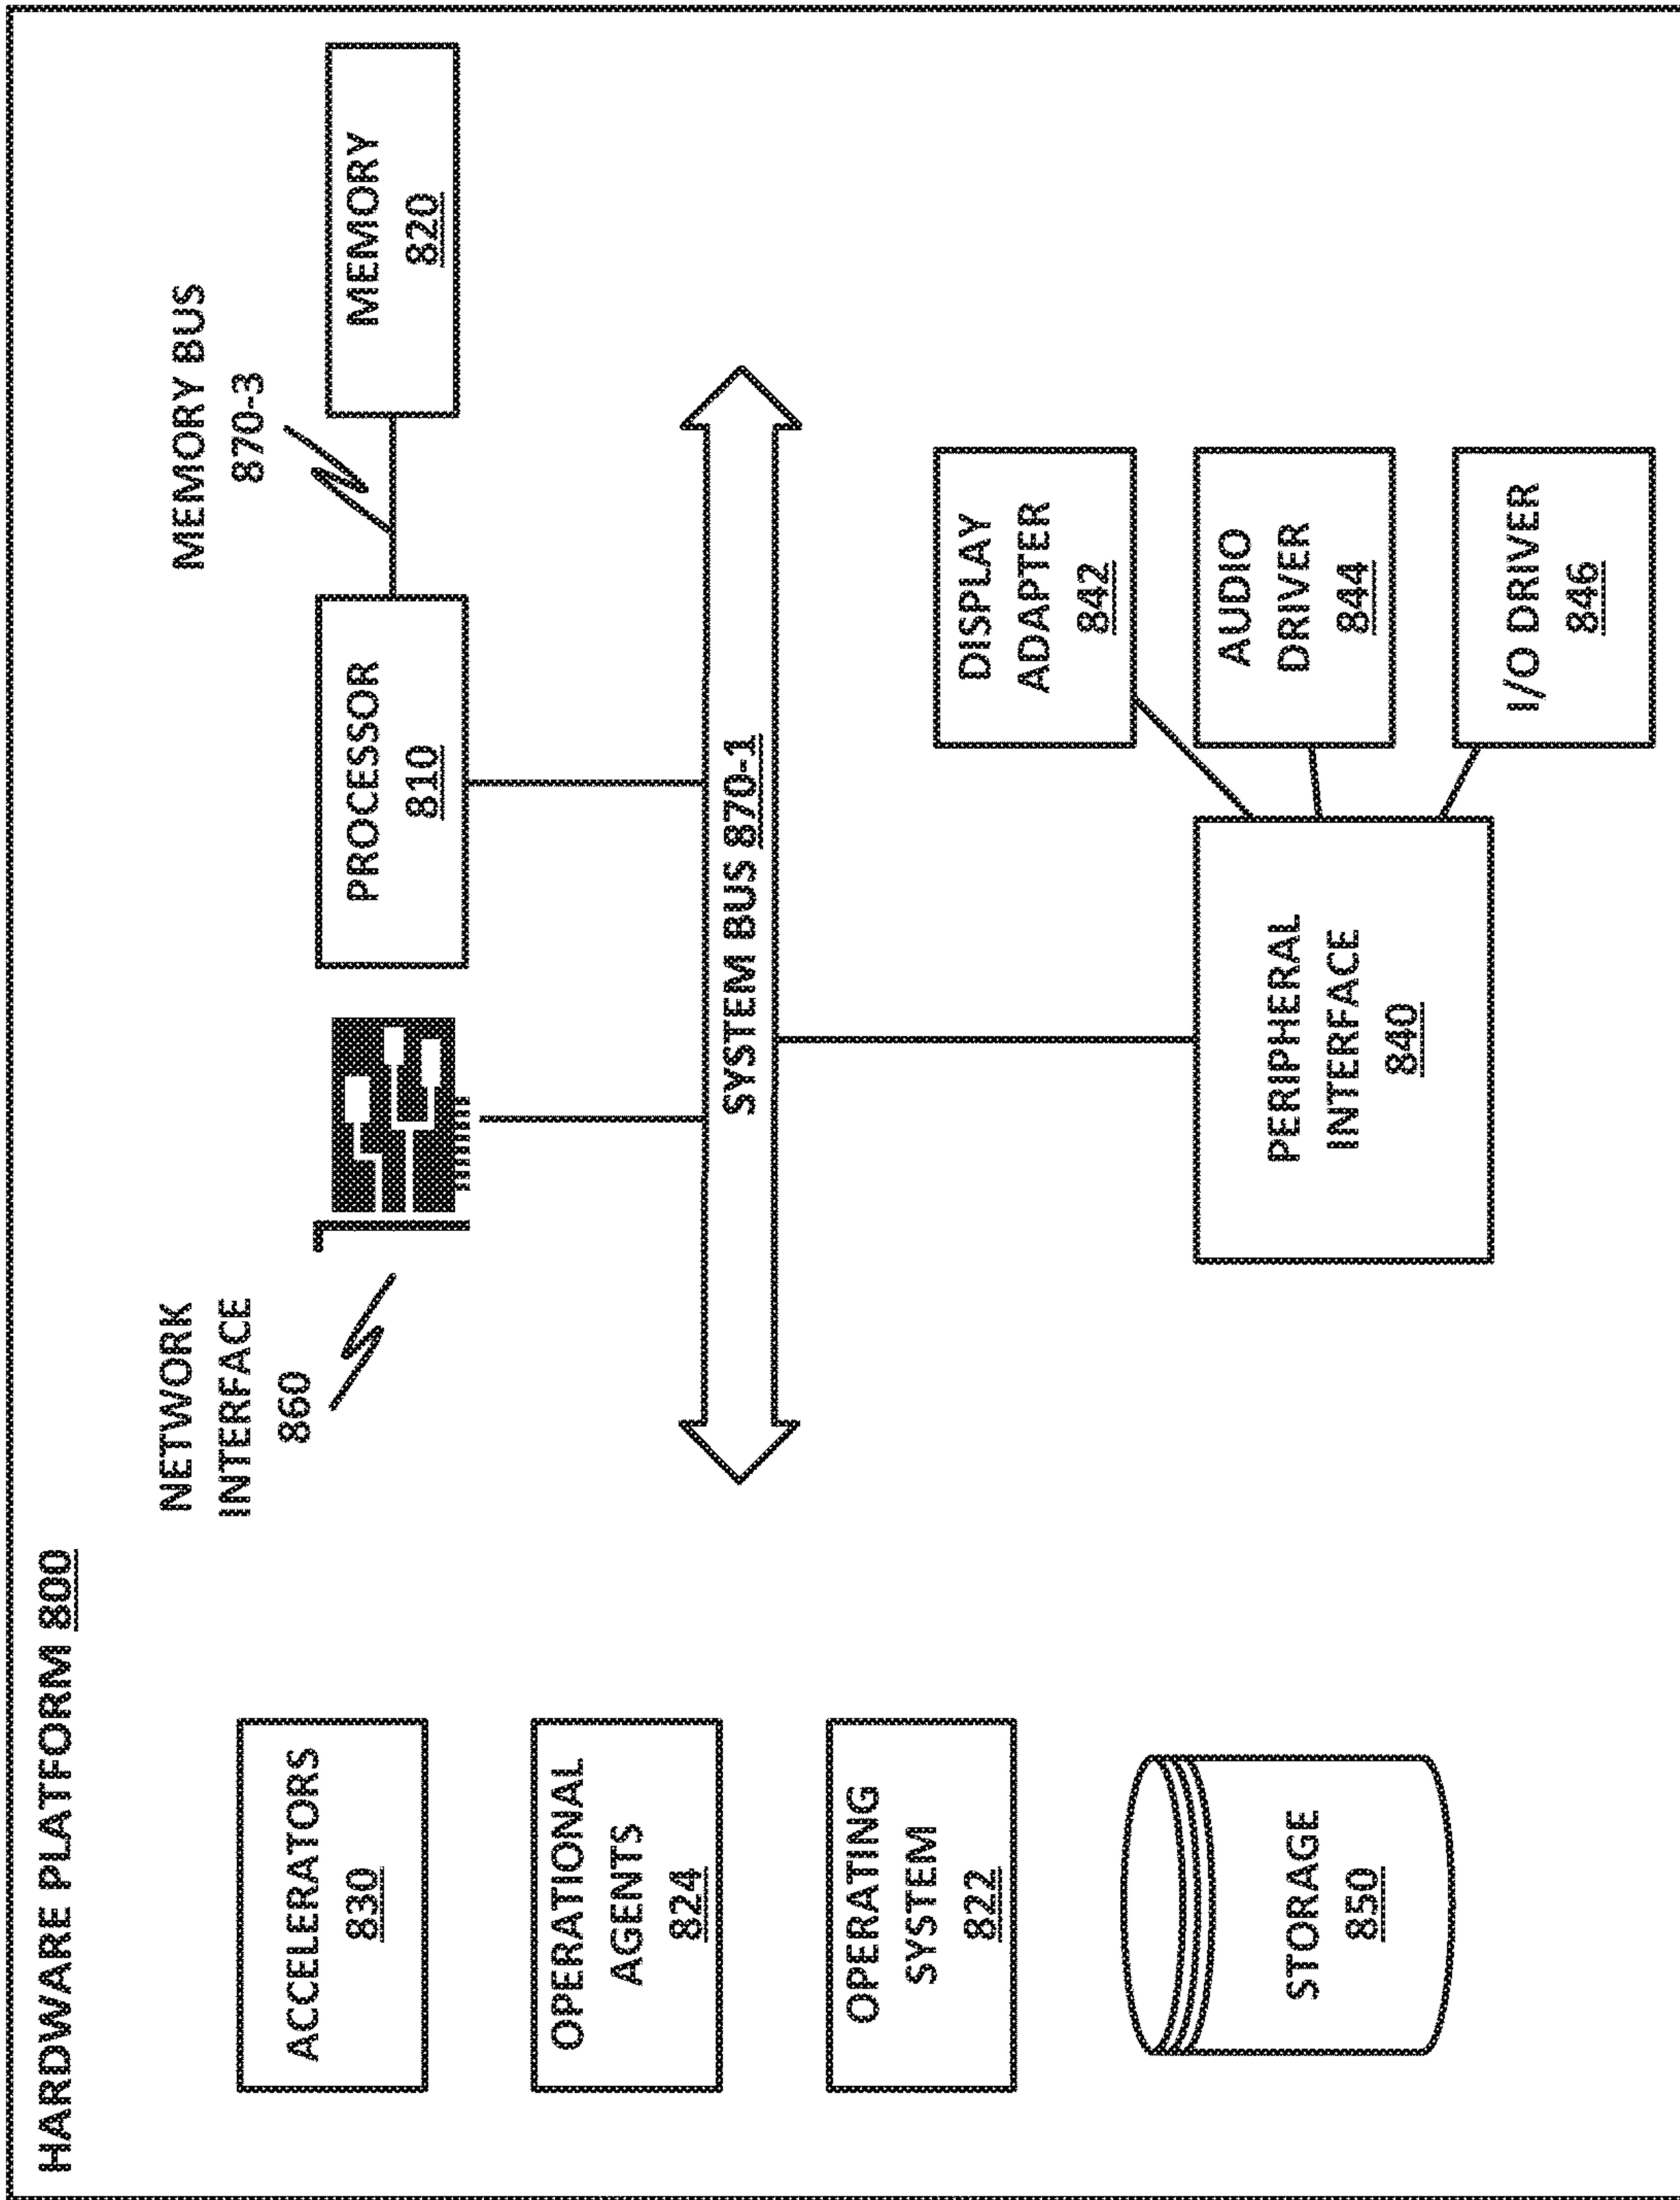 HARDWARE PLATFORM 800
ACCELERATORS
830
OPERATIONAL
AGENTS
824
OPERATING
SYSTEM
822
STORAGE
850
NETWORK
INTERFACE
860
PROCESSOR
810
MEMORY BUS
870-3
MEMORY
820
SYSTEM BUS 870-1
PERIPHERAL
INTERFACE
840
DISPLAY
ADAPTER
842
AUDIO
DRIVER
844
I/O DRIVER
846